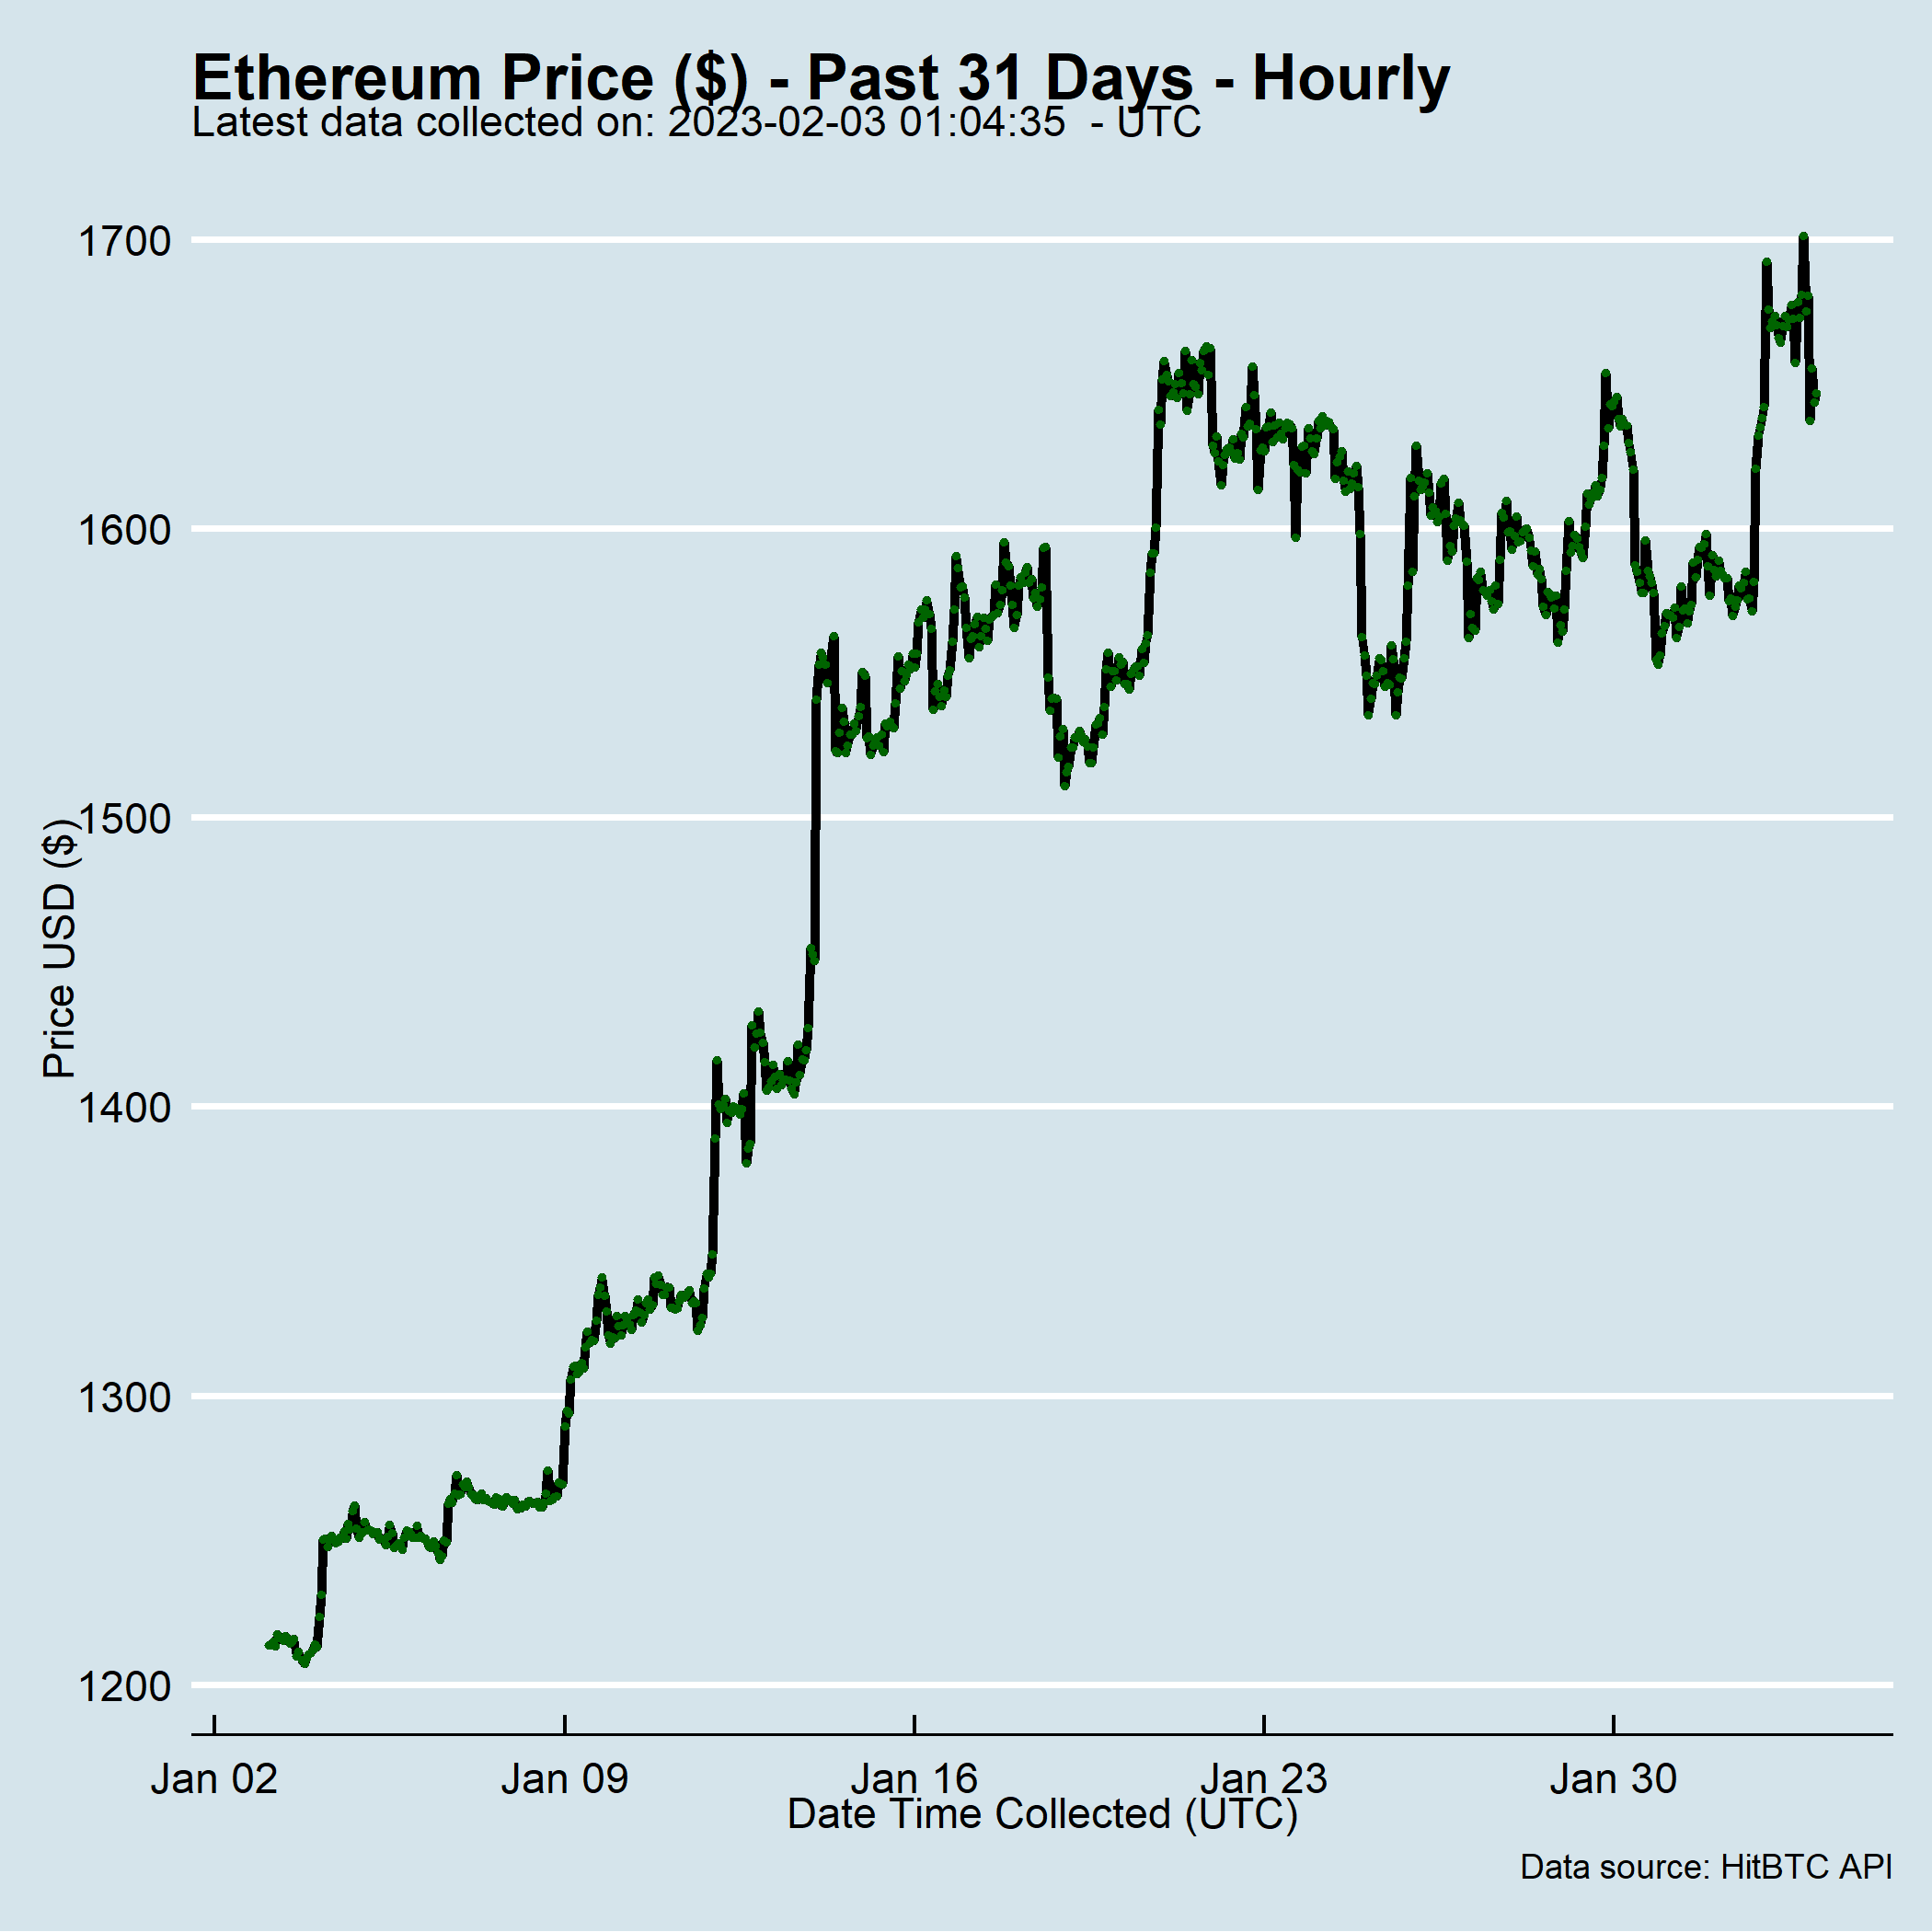 Ethereum Price ($) - Past 31 Days - Hourly
Latest data collected on: 2023-02-03 01:04:35  - UTC
1700
1600
1500
1400
1300
1200
Price USD ($)
Jan 02
Jan 09
Jan 16
Jan 23
Jan 30
Date Time Collected (UTC)
Data source: HitBTC API